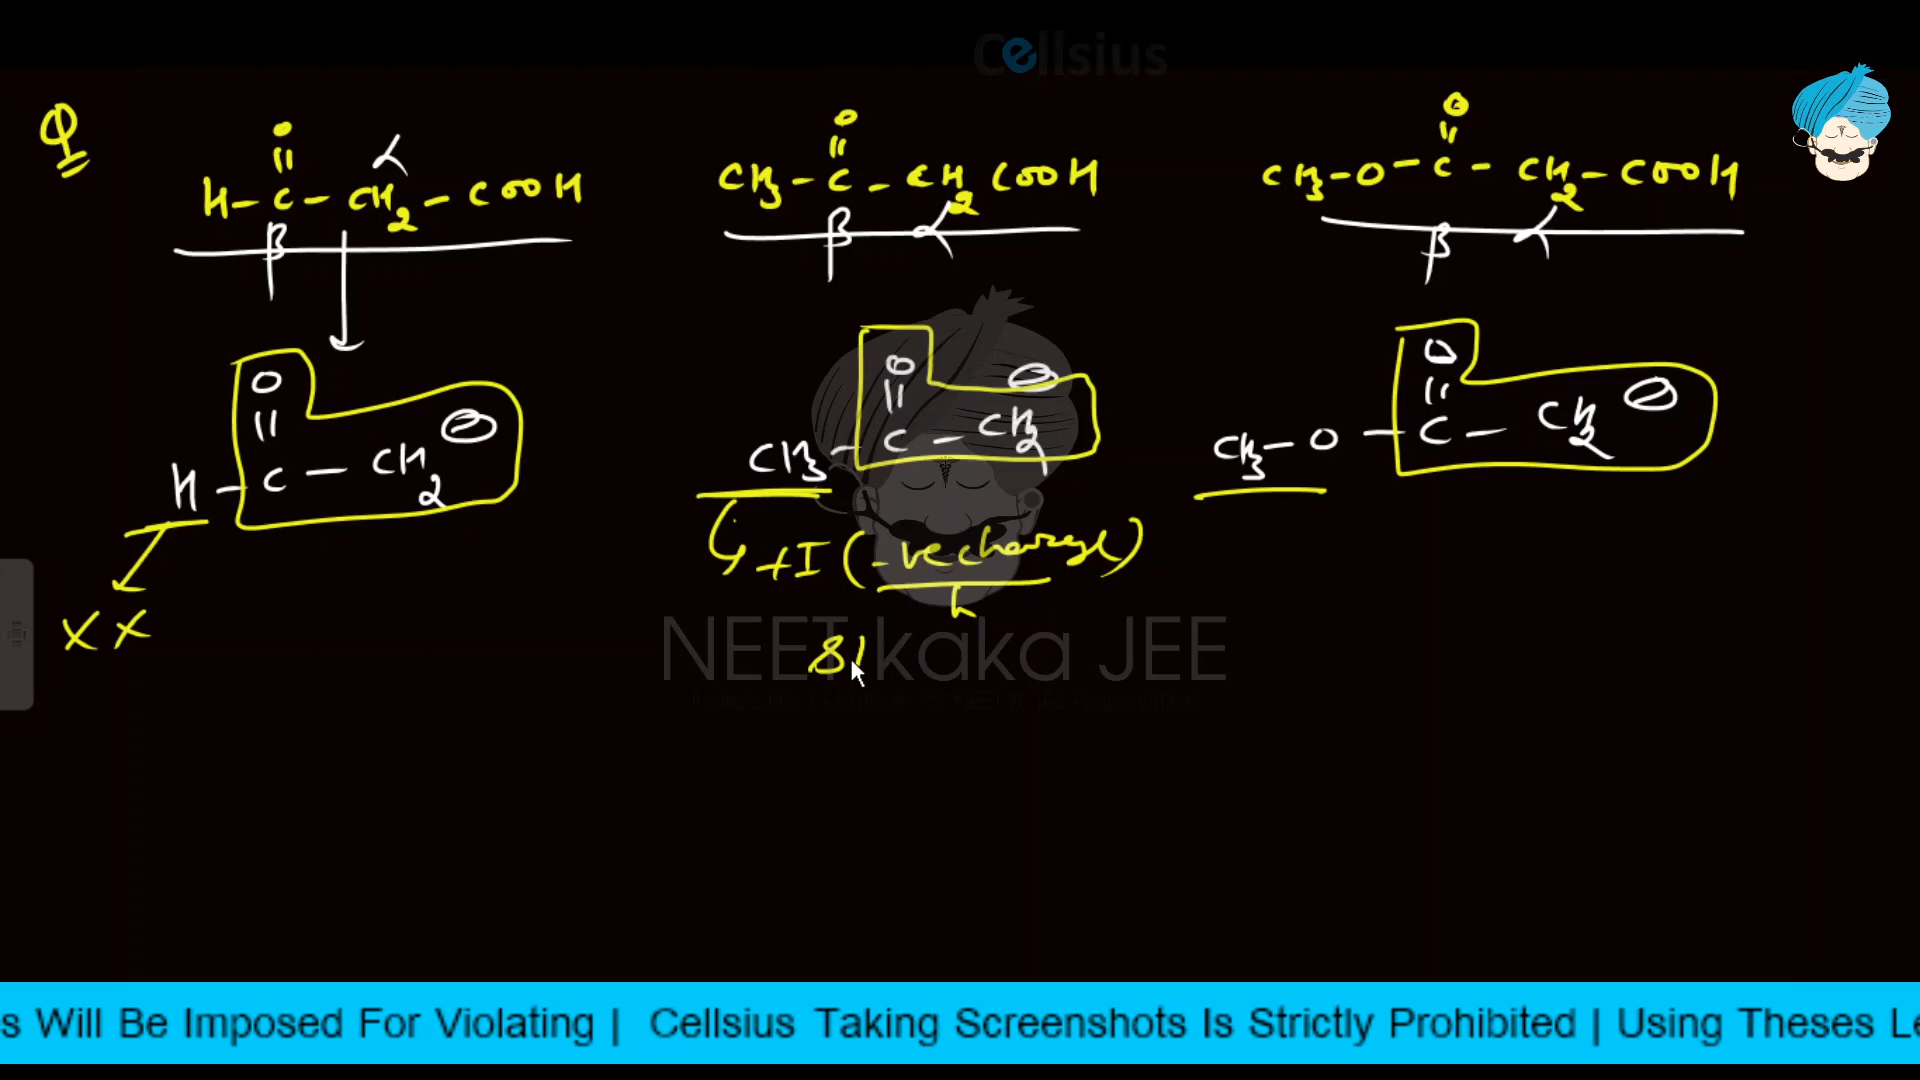 Cellsius
Q
O O O
|| α || ||
H-C-CH2-COOH CH3-C-CH2COOH CH3-O-C-CH2-COOH
β β α β α
O O ⊖ O
|| || ||
H-C-CH2 ⊖ CH3-C-CH2 CH3-O-C-CH2 ⊖
+I (-ve charge)
XX
81
NEET kaka JEE
s Will Be Imposed For Violating | Cellsius Taking Screenshots Is Strictly Prohibited | Using Theses Le